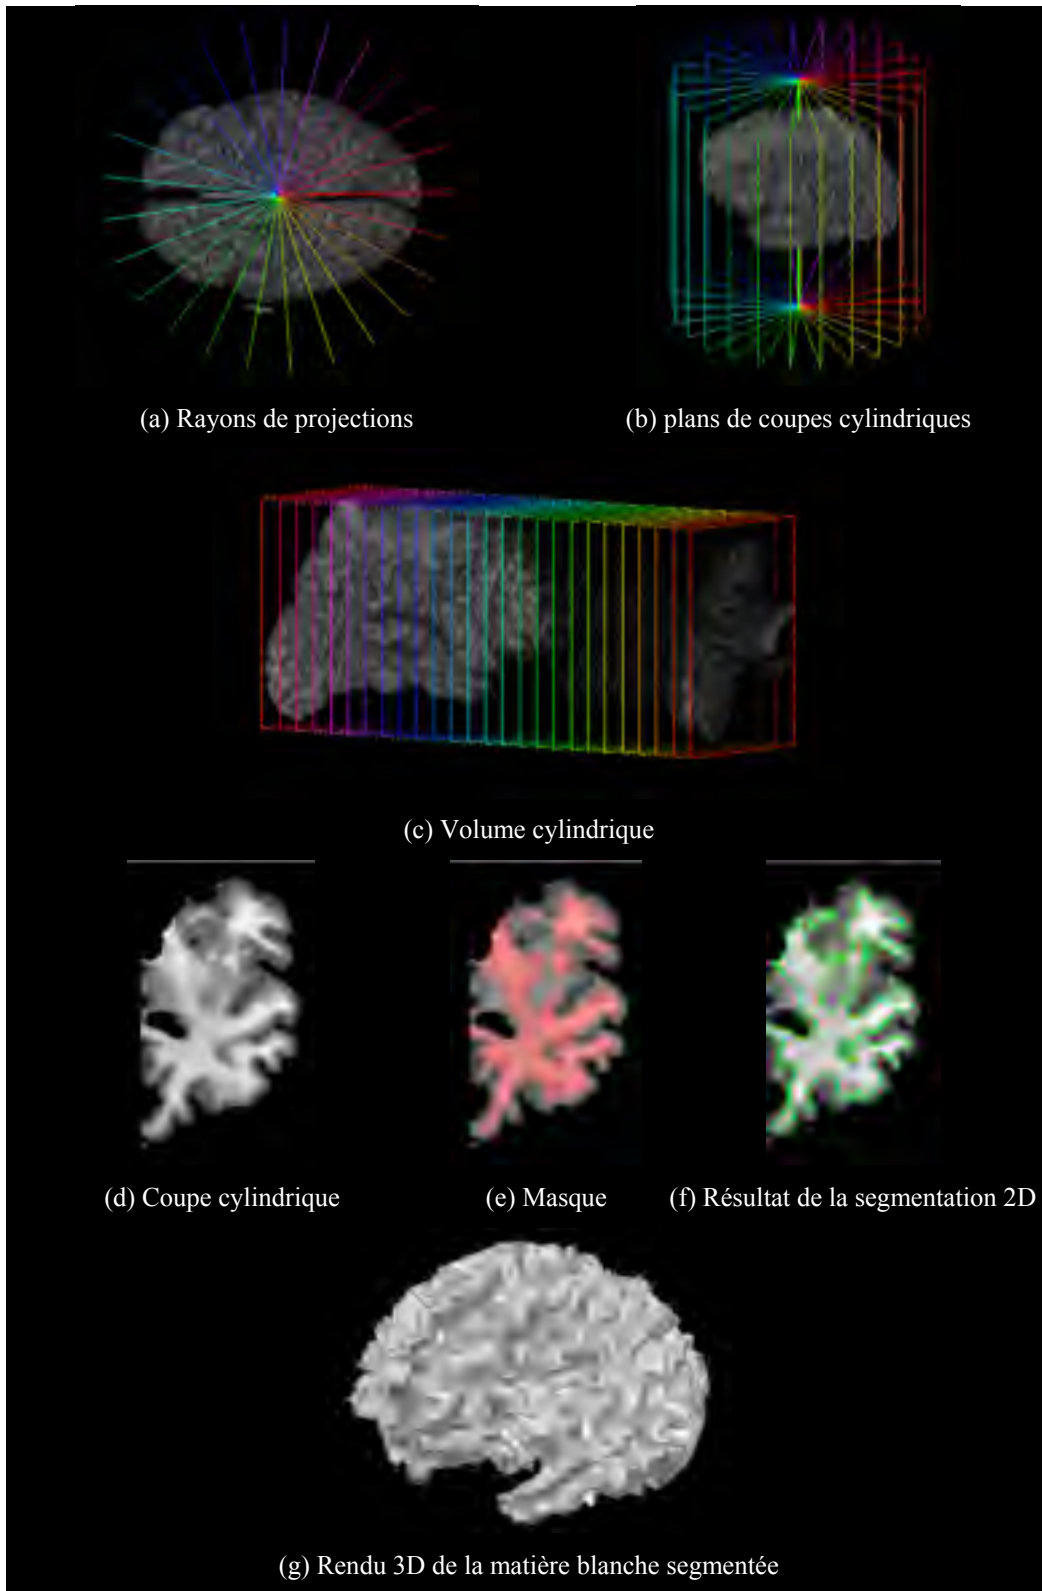 (a) Rayons de projections
(b) plans de coupes cylindriques
(c) Volume cylindrique
(d) Coupe cylindrique
(e) Masque
(f) Résultat de la segmentation 2D
(g) Rendu 3D de la matière blanche segmentée